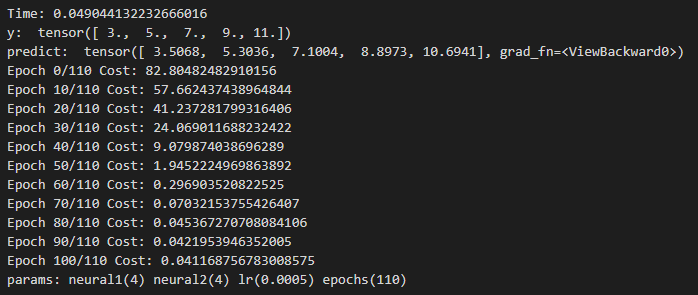 Time: 0.049044132232666016
y:  tensor([ 3.,  5.,  7.,  9., 11.])
predict:  tensor([ 3.5068,  5.3036,  7.1004,  8.8973, 10.6941], grad_fn=<ViewBackward0>)
Epoch 0/110 Cost: 82.80482482910156
Epoch 10/110 Cost: 57.662437438964844
Epoch 20/110 Cost: 41.237281799316406
Epoch 30/110 Cost: 24.069011688232422
Epoch 40/110 Cost: 9.079874038696289
Epoch 50/110 Cost: 1.9452224969863892
Epoch 60/110 Cost: 0.296903520822525
Epoch 70/110 Cost: 0.07032153755426407
Epoch 80/110 Cost: 0.045367270708084106
Epoch 90/110 Cost: 0.0421953946352005
Epoch 100/110 Cost: 0.041168756783008575
params: neural1(4) neural2(4) lr(0.0005) epochs(110)